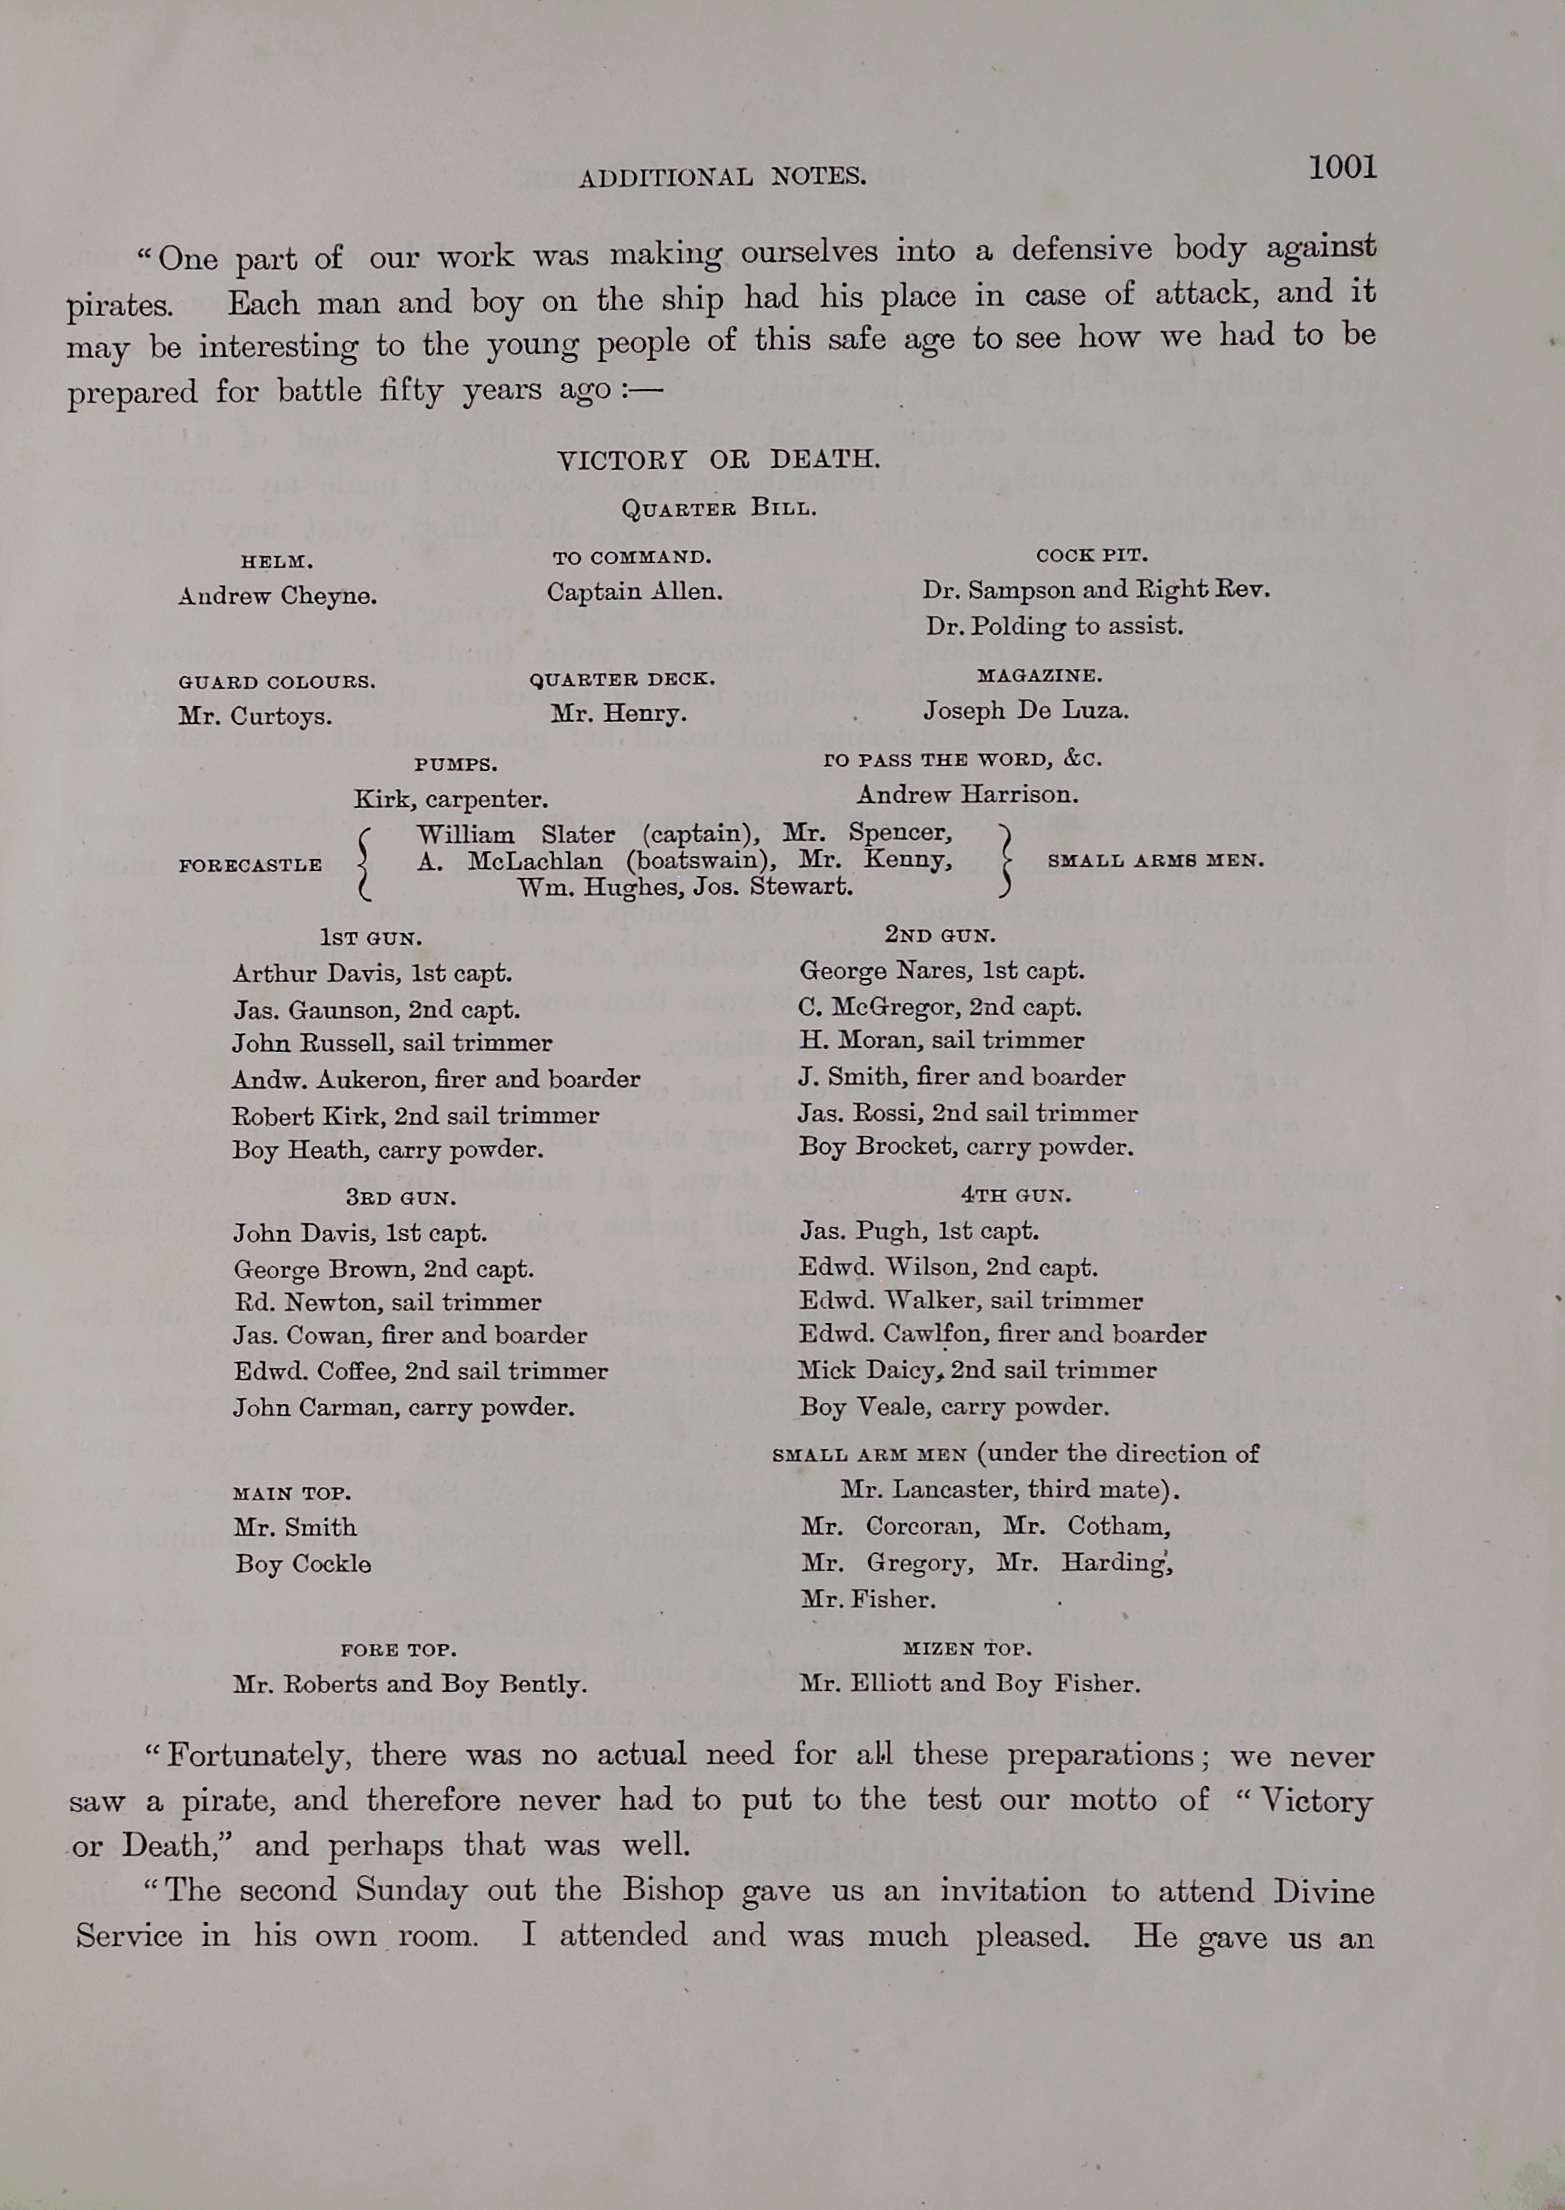 ADDITIONAL NOTES. 1001
“One part of our work was making ourselves into a defensive body against
pirates. Each man and boy on the ship had his place in case of attack, and it
may be interesting to the young people of this safe age to see how we had to be
prepared for battle fifty years ago :—
VICTORY OR DEATH.
QUARTER BILL.
HELM. TO COMMAND. COCK PIT.
Andrew Cheyne. Captain Allen. Dr. Sampson and Right Rev.
Dr. Polding to assist.
GUARD COLOURS. QUARTER DECK. MAGAZINE.
Mr. Curtoys. Mr. Henry. Joseph De Luza.
PUMPS. TO PASS THE WORD, &C.
Kirk, carpenter. Andrew Harrison.
William Slater (captain), Mr. Spencer,
FORECASTLE { A. McLachlan (boatswain), Mr. Kenny, } SMALL ARMS MEN.
Wm. Hughes, Jos. Stewart.
1ST GUN.
Arthur Davis, 1st capt.
Jas. Gaunson, 2nd capt.
John Russell, sail trimmer
Andw. Aukeron, firer and boarder
Robert Kirk, 2nd sail trimmer
Boy Heath, carry powder.
2ND GUN.
George Nares, 1st capt.
C. McGregor, 2nd capt.
H. Moran, sail trimmer
J. Smith, firer and boarder
Jas. Rossi, 2nd sail trimmer
Boy Brocket, carry powder.
3RD GUN.
John Davis, 1st capt.
George Brown, 2nd capt.
Rd. Newton, sail trimmer
Jas. Cowan, firer and boarder
Edwd. Coffee, 2nd sail trimmer
John Carman, carry powder.
4TH GUN.
Jas. Pugh, 1st capt.
Edwd. Wilson, 2nd capt.
Edwd. Walker, sail trimmer
Edwd. Cawlfon, firer and boarder
Mick Daicy, 2nd sail trimmer
Boy Veale, carry powder.
MAIN TOP.
Mr. Smith
Boy Cockle
SMALL ARM MEN (under the direction of
Mr. Lancaster, third mate).
Mr. Corcoran, Mr. Cotham,
Mr. Gregory, Mr. Harding,
Mr. Fisher.
FORE TOP. MIZEN TOP.
Mr. Roberts and Boy Bently. Mr. Elliott and Boy Fisher.
“Fortunately, there was no actual need for all these preparations; we never
saw a pirate, and therefore never had to put to the test our motto of “Victory
or Death,” and perhaps that was well.
“The second Sunday out the Bishop gave us an invitation to attend Divine
Service in his own room. I attended and was much pleased. He gave us an